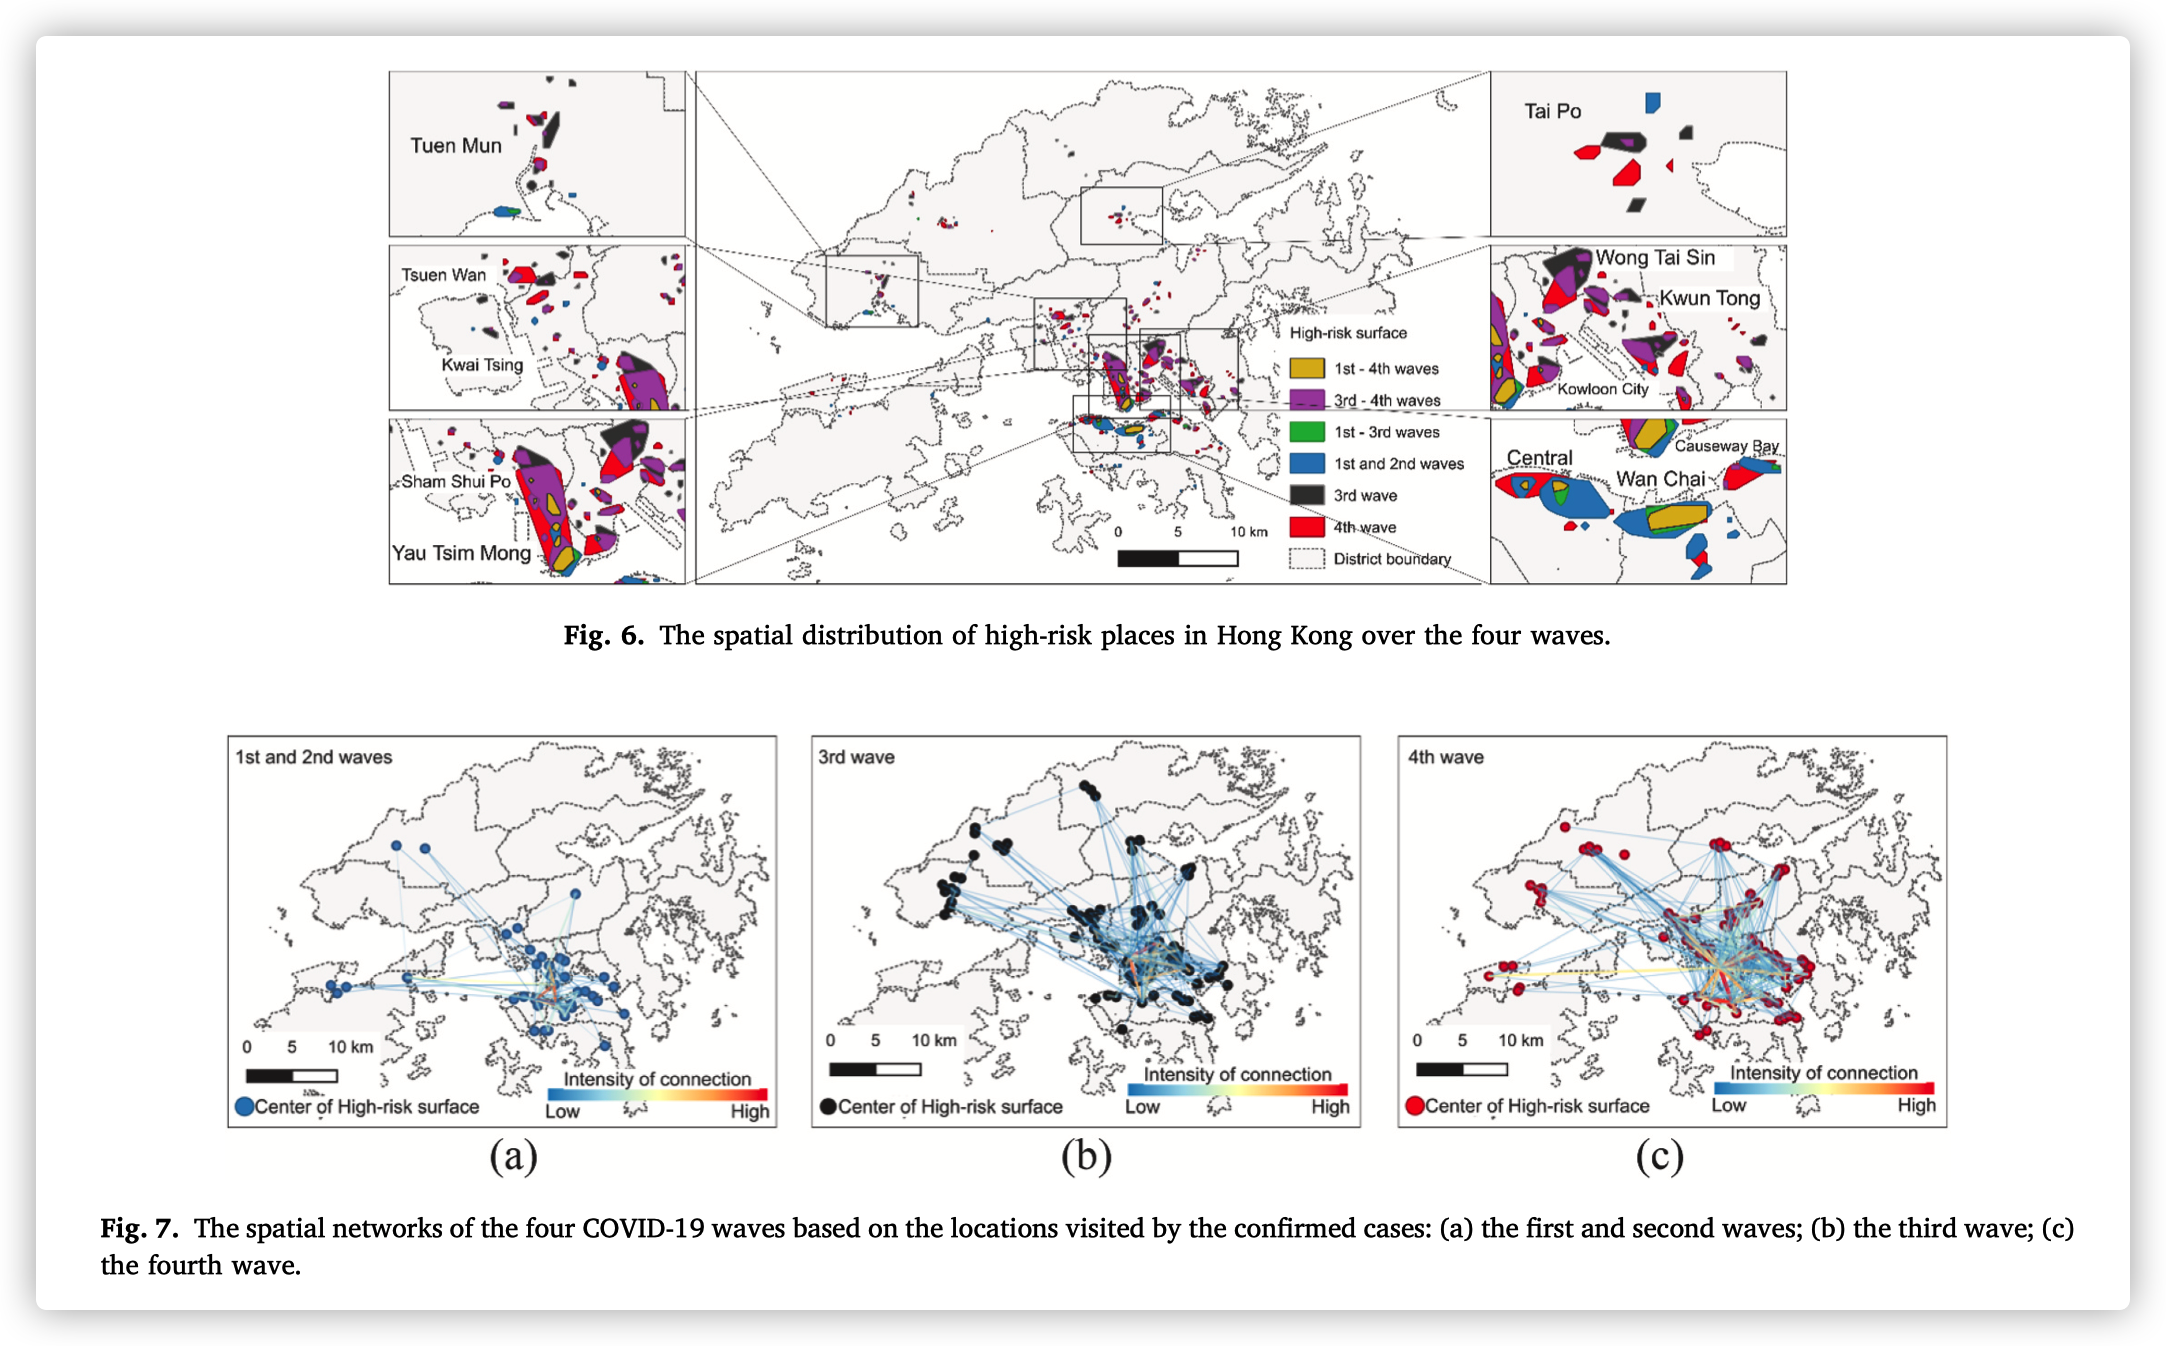 Tuen Mun
Tsuen Wan
Kwai Tsing
Sham Shui Po
Yau Tsim Mong
High-risk surface
1st - 4th waves
3rd - 4th waves
1st - 3rd waves
1st and 2nd waves
3rd wave
4th wave
District boundary
0 5 10 km
Tai Po
Wong Tai Sin
Kwun Tong
Kowloon City
Causeway Bay
Central
Wan Chai
Fig. 6. The spatial distribution of high-risk places in Hong Kong over the four waves.
1st and 2nd waves
0 5 10 km
Intensity of connection
Center of High-risk surface
Low High
(a)
3rd wave
0 5 10 km
Intensity of connection
Center of High-risk surface
Low High
(b)
4th wave
0 5 10 km
Intensity of connection
Center of High-risk surface
Low High
(c)
Fig. 7. The spatial networks of the four COVID-19 waves based on the locations visited by the confirmed cases: (a) the first and second waves; (b) the third wave; (c)
the fourth wave.